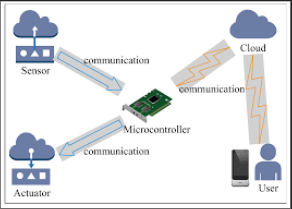 Sensor
communication
Cloud
communication
Microcontroller
communication
Actuator
User